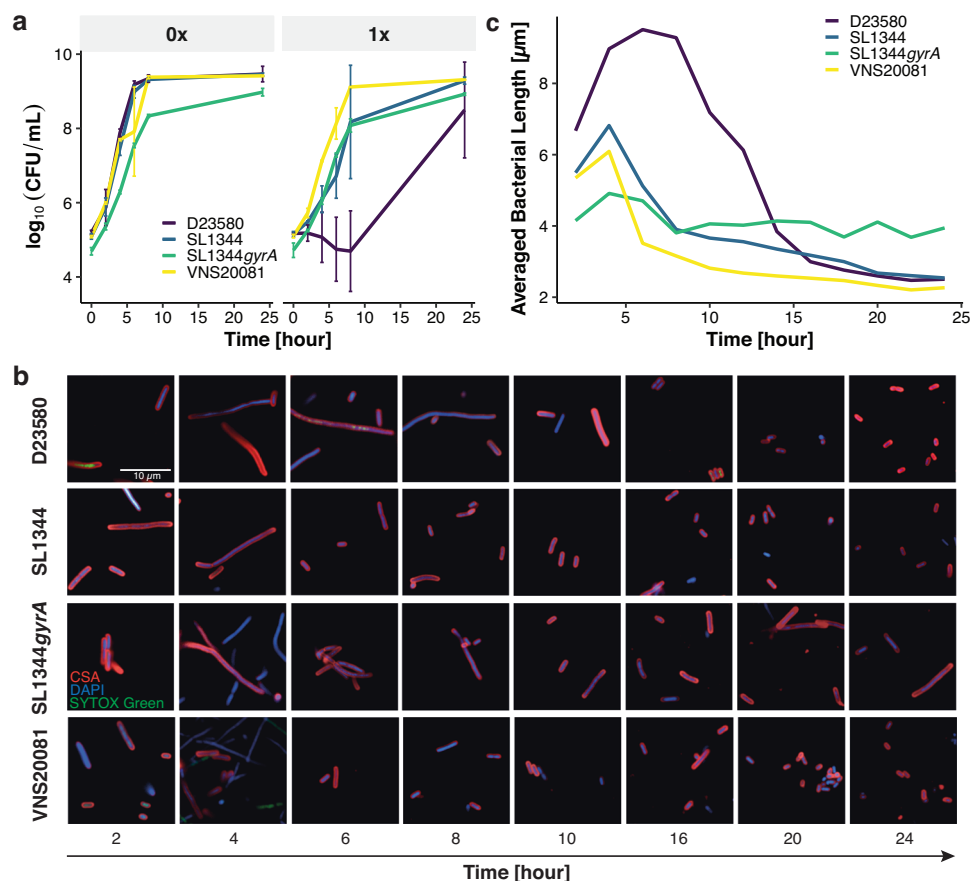 a
0x
1x
log₁₀ (CFU/mL)
10
8
6
4
D23580
SL1344
SL1344gyrA
VNS20081
0
5
10
15
20
25
0
5
10
15
20
25
Time [hour]
Time [hour]
c
Averaged Bacterial Length [µm]
8
6
4
2
D23580
SL1344
SL1344gyrA
VNS20081
5
10
15
20
25
Time [hour]
b
D23580
10 µm
SL1344
SL1344gyrA
CSA
DAPI
SYTOX Green
VNS20081
2
4
6
8
10
16
20
24
Time [hour]